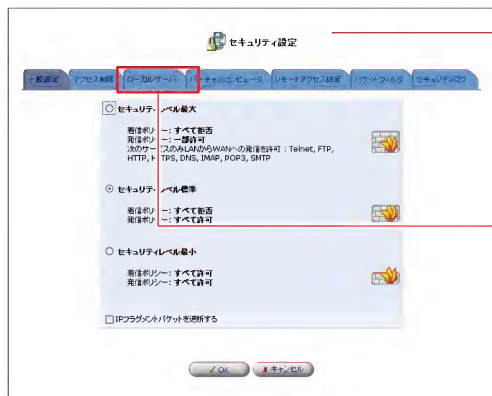 セキュリティ設定
一般設定 アクセス制限 ローカルサーバ バーチャルコンピュータ リモートアクセス設定 パケットフィルタ セキュリティログ
セキュリティレベル最大
着信ポリシー: すべて拒否
発信ポリシー: 一部許可
次のサービスのみLANからWANへの発信を許可 : Telnet, FTP,
HTTP, HTTPS, DNS, IMAP, POP3, SMTP
セキュリティレベル標準
着信ポリシー: すべて拒否
発信ポリシー: すべて許可
セキュリティレベル最小
着信ポリシー: すべて許可
発信ポリシー: すべて許可
IPフラグメントパケットを遮断する
OK キャンセル